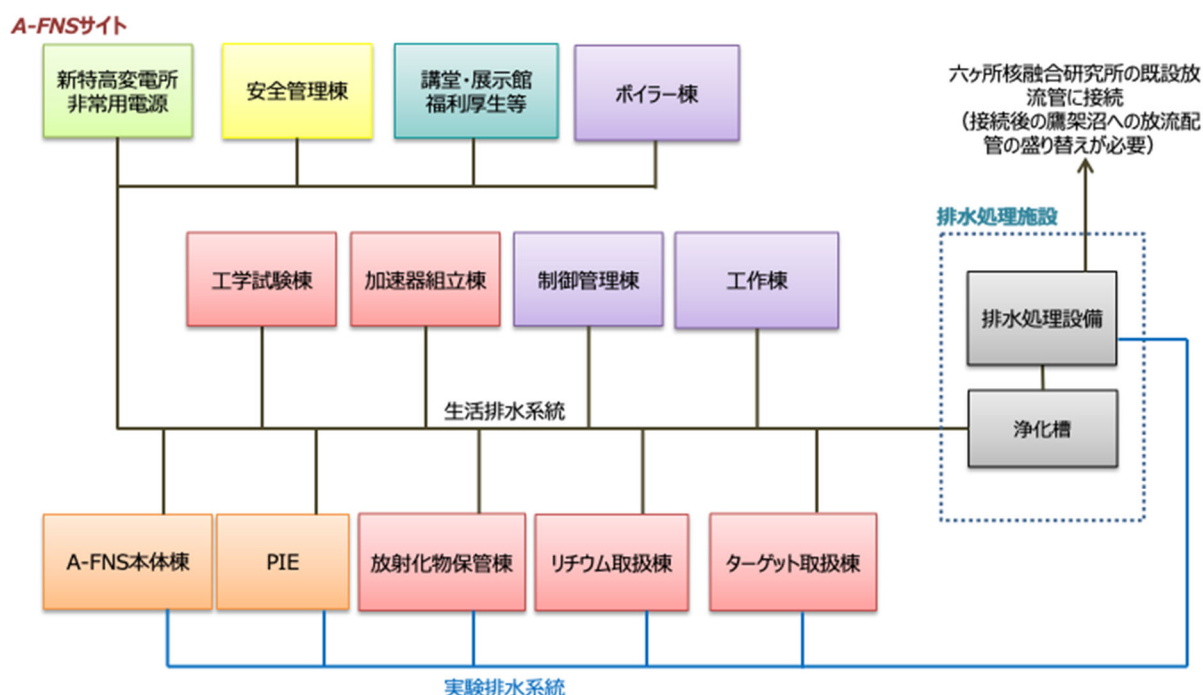 A-FNSサイト
新特高変電所
非常用電源
安全管理棟
講堂・展示館
福利厚生等
ボイラー棟
六ヶ所核融合研究所の既設放
流管に接続
（接続後の鷹架沼への放流配
管の盛り替えが必要）
排水処理施設
工学試験棟
加速器組立棟
制御管理棟
工作棟
排水処理設備
生活排水系統
浄化槽
A-FNS本体棟
PIE
放射化物保管棟
リチウム取扱棟
ターゲット取扱棟
実験排水系統